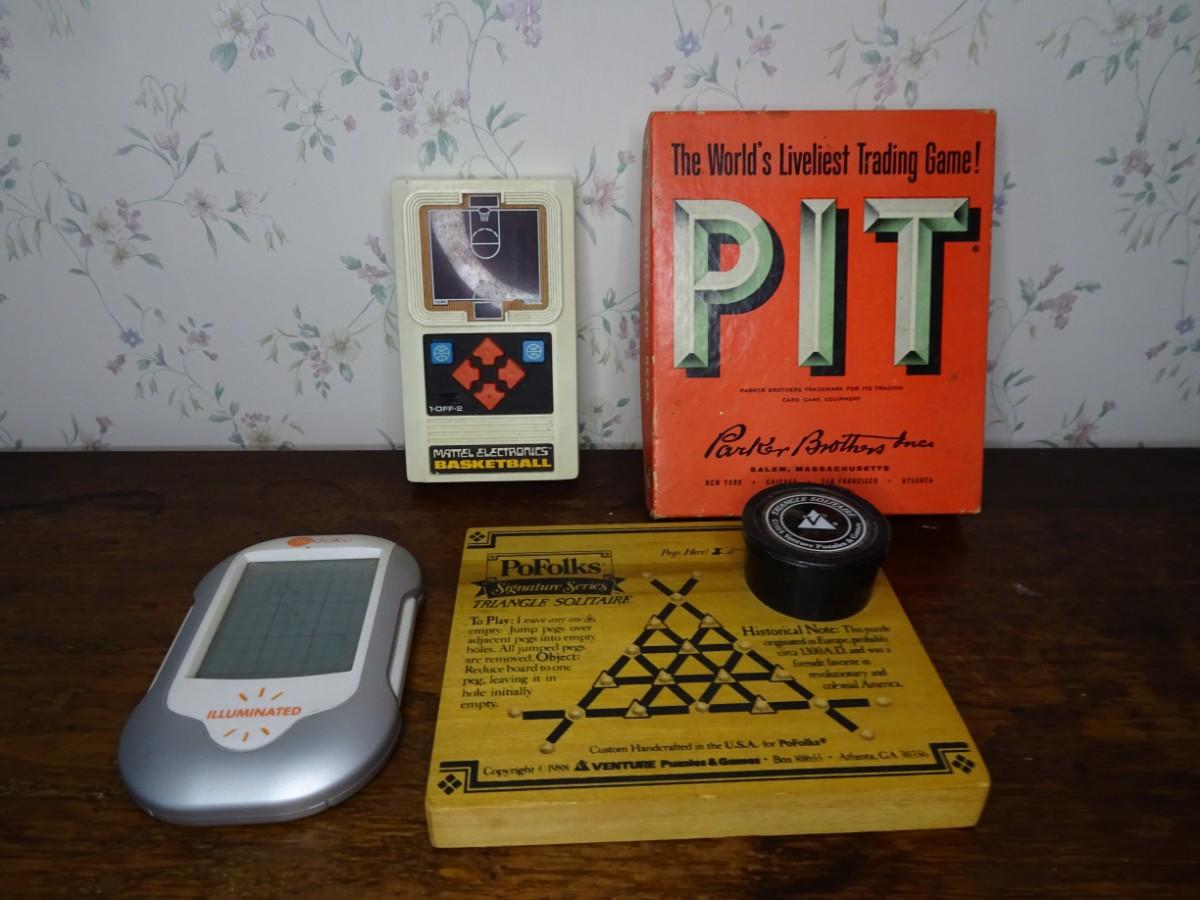 The World's Liveliest Trading Game!
PIT
PARKER BROTHERS TRADEMARK FOR ITS TRADING
CARD GAME EQUIPMENT
Parker Brothers Inc.
SALEM, MASSACHUSETTS
NEW YORK • CHICAGO • SAN FRANCISCO • ATLANTA
1-OFF-2
MATTEL ELECTRONICS
BASKETBALL
ILLUMINATED
TRIANGLE SOLITAIRE
Venture Puzzles & Games
PoFolks
Signature Series
TRIANGLE SOLITAIRE
Pegs Here!
To Play: Leave any one
empty. Jump pegs over
adjacent pegs into empty
holes. All jumped pegs
are removed. Object:
Reduce board to one
peg, leaving it in
hole initially
empty.
Historical Note: This puzzle
originated in Europe, probably
circa 1300 A.D. and was a
fireside favorite in
revolutionary and
colonial America.
Custom Handcrafted in the U.S.A. for PoFolks®
Copyright © 1988 VENTURE Puzzles & Games • Box • Atlanta, GA 30356